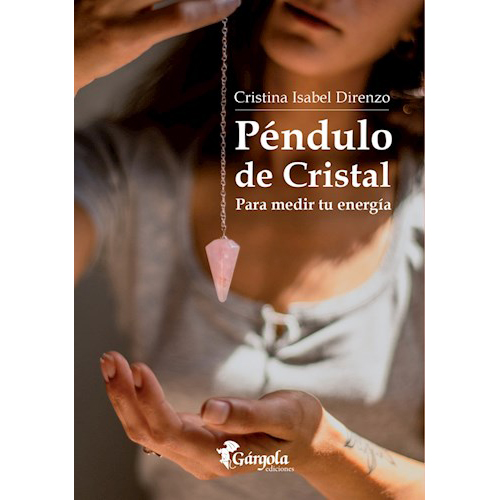 Cristina Isabel Direnzo
Péndulo
de Cristal
Para medir tu energía
Gárgola
ediciones